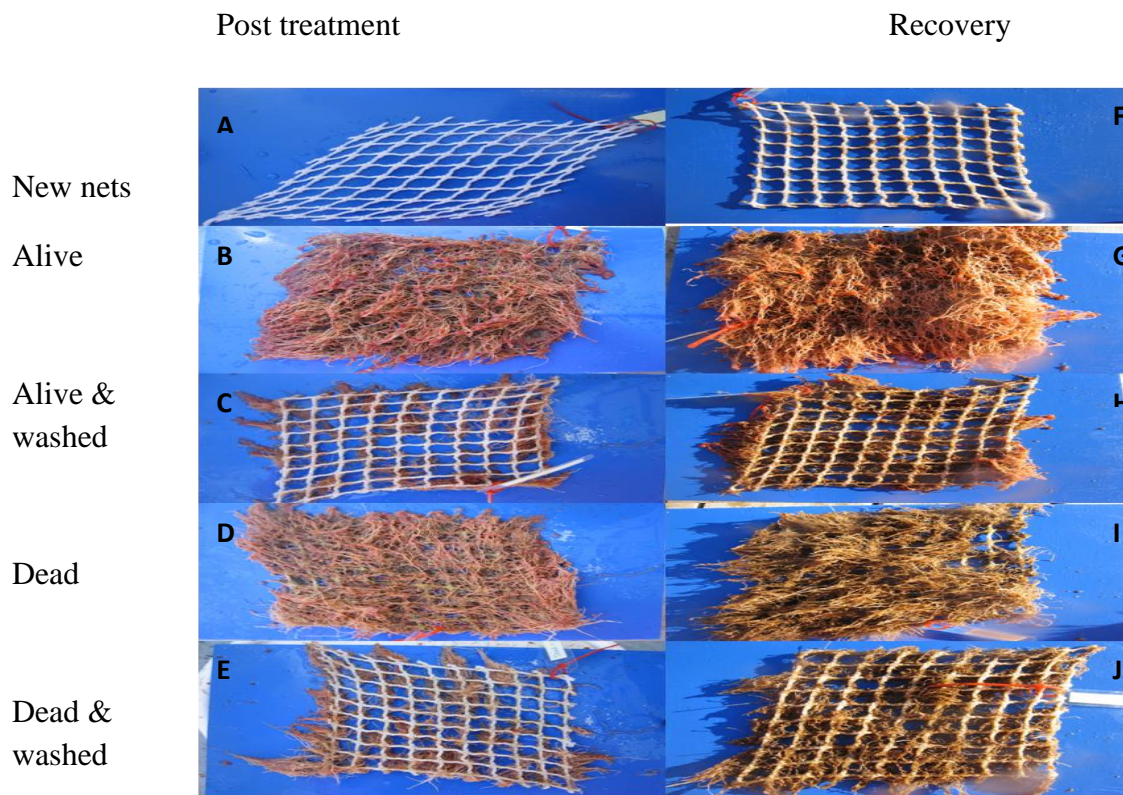 Post treatment Recovery
A F
New nets
Alive B G
Alive & C H
washed
D I
Dead
E J
Dead &
washed